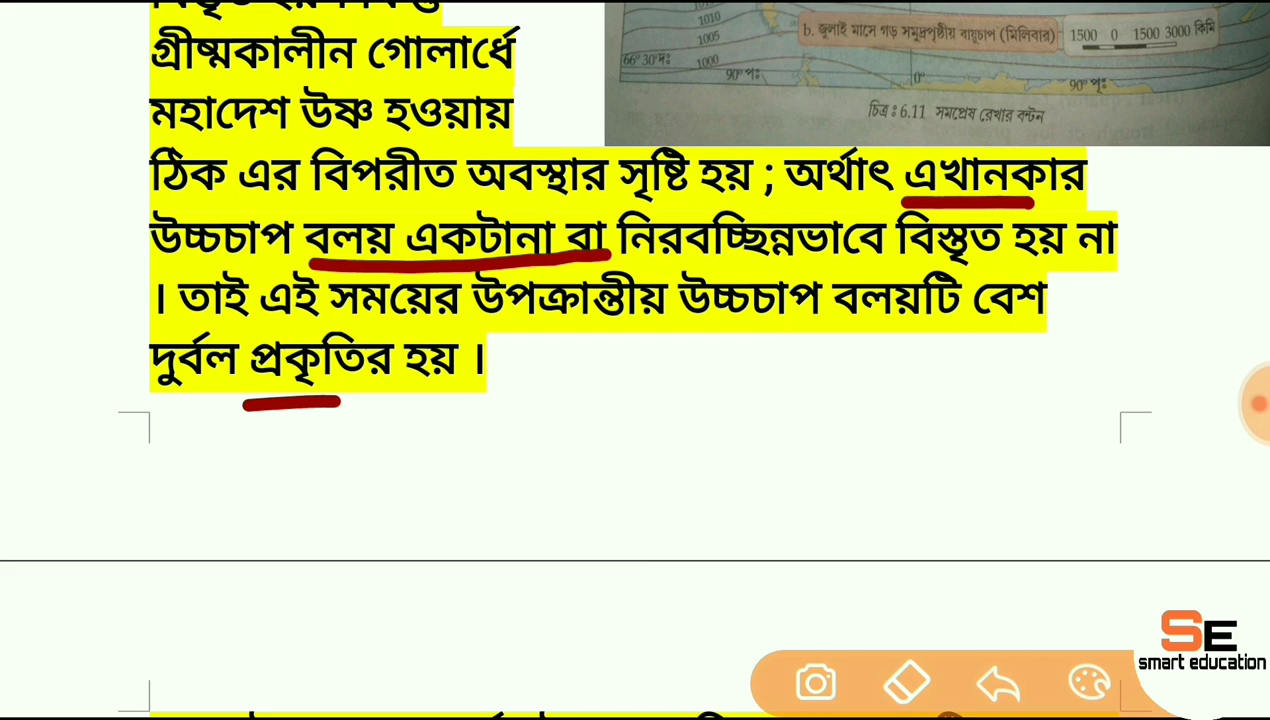 গ্রীষ্মকালীন গোলার্ধে
মহাদেশ উষ্ণ হওয়ায়
ঠিক এর বিপরীত অবস্থার সৃষ্টি হয় ; অর্থাৎ এখানকার
উচ্চচাপ বলয় একটানা বা নিরবচ্ছিন্নভাবে বিস্তৃত হয় না
। তাই এই সময়ের উপক্রান্তীয় উচ্চচাপ বলয়টি বেশ
দুর্বল প্রকৃতির হয় ।
1010
1005
1000
b. জুলাই মাসে গড় সমুদ্রপৃষ্ঠীয় বায়ুচাপ (মিলিবার)
1500 0 1500 3000 কিমি
66° 30' দঃ
90° পঃ
0°
90° পূঃ
চিত্র : 6.11 সমপ্রেষ রেখার বণ্টন
SE
smart education